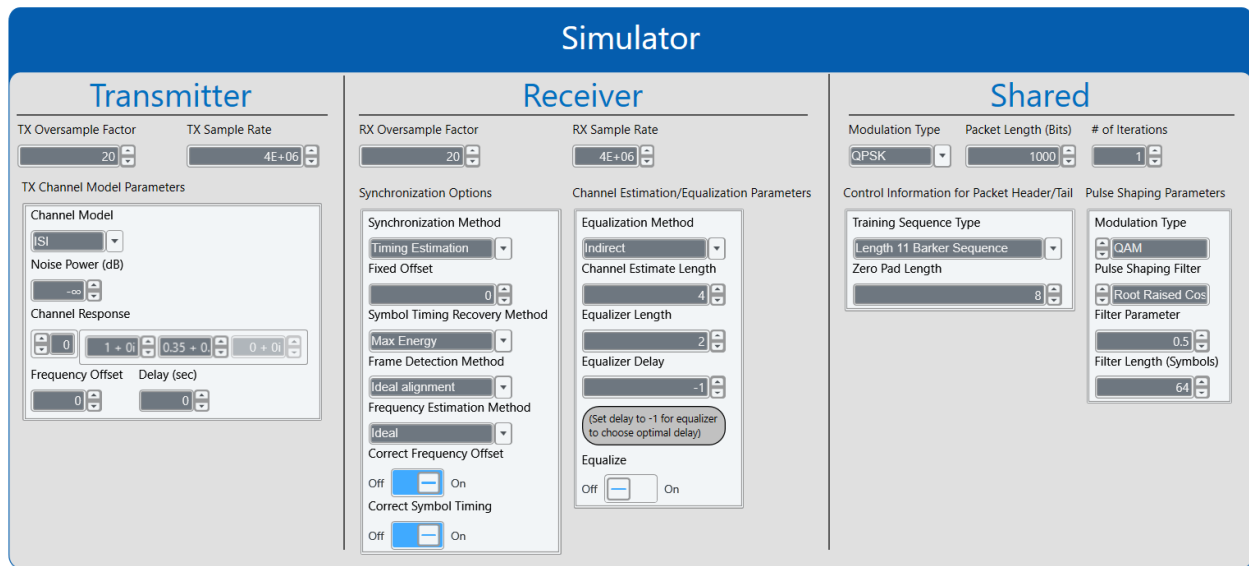 Simulator
Transmitter
TX Oversample Factor
TX Sample Rate
20
4E+06
TX Channel Model Parameters
Channel Model
ISI
Noise Power (dB)
-∞
Channel Response
0
1 + 0i
0.35 + 0.
0 + 0i
Frequency Offset
Delay (sec)
0
0
Receiver
RX Oversample Factor
RX Sample Rate
20
4E+06
Synchronization Options
Synchronization Method
Timing Estimation
Fixed Offset
0
Symbol Timing Recovery Method
Max Energy
Frame Detection Method
Ideal alignment
Frequency Estimation Method
Ideal
Correct Frequency Offset
Off
On
Correct Symbol Timing
Off
On
Channel Estimation/Equalization Parameters
Equalization Method
Indirect
Channel Estimate Length
4
Equalizer Length
2
Equalizer Delay
-1
(Set delay to -1 for equalizer
to choose optimal delay)
Equalize
Off
On
Shared
Modulation Type
Packet Length (Bits)
# of Iterations
QPSK
1000
1
Control Information for Packet Header/Tail
Training Sequence Type
Length 11 Barker Sequence
Zero Pad Length
8
Pulse Shaping Parameters
Modulation Type
QAM
Pulse Shaping Filter
Root Raised Cos
Filter Parameter
0.5
Filter Length (Symbols)
64